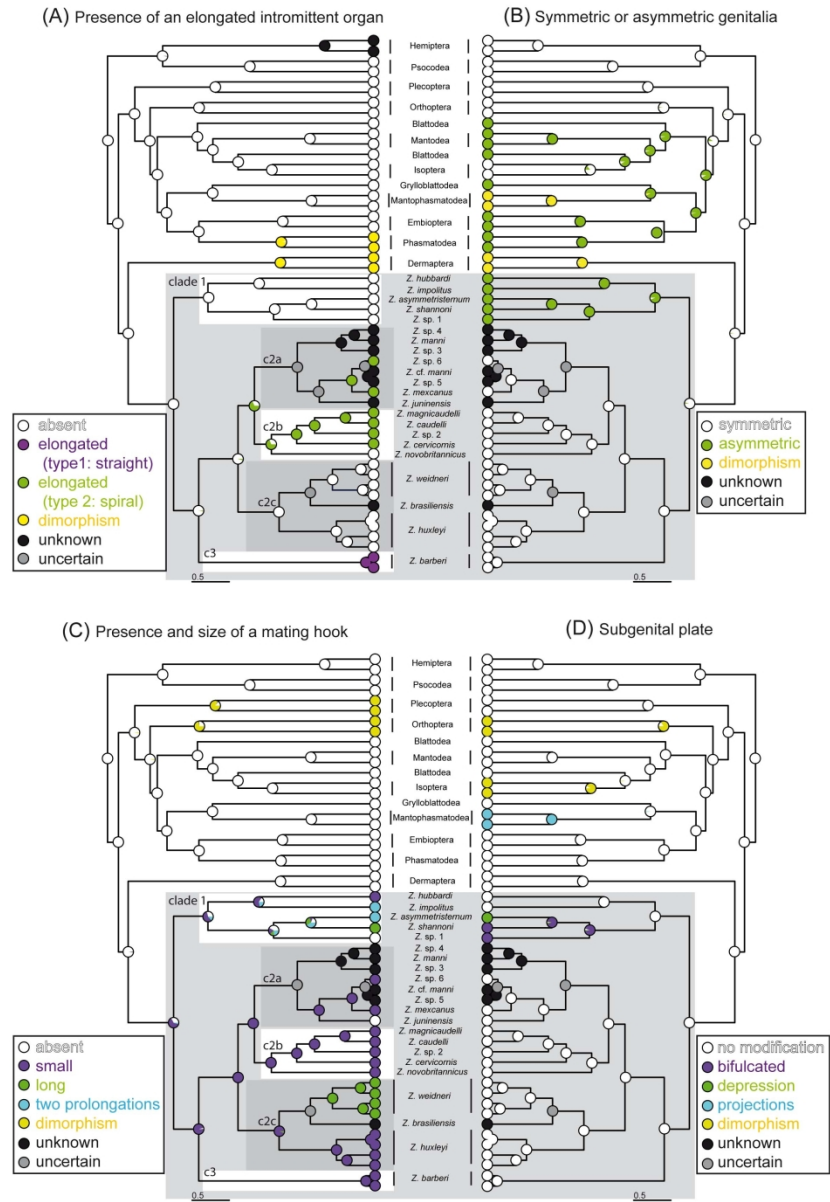 (A) Presence of an elongated intromittent organ
(B) Symmetric or asymmetric genitalia
Hemiptera
Psocodea
Plecoptera
Orthoptera
Blattodea
Mantodea
Blattodea
Isoptera
Grylloblattodea
Mantophasmatodea
Embioptera
Phasmatodea
Dermaptera
clade 1
Z. hubbardi
Z. impolitus
Z. asymmetristernum
Z. shannoni
Z. sp. 1
Z. sp. 4
Z. manni
Z. sp. 3
c2a
Z. sp. 6
Z. cf. manni
Z. sp. 5
Z. mexcanus
Z. juninensis
Z. magnicaudelli
c2b
Z. caudelli
Z. sp. 2
Z. cervicornis
Z. novobritannicus
Z. weidneri
c2c
Z. brasiliensis
Z. huxleyi
c3
Z. barberi
0.5
0.5
absent
elongated
(type1: straight)
elongated
(type 2: spiral)
dimorphism
unknown
uncertain
symmetric
asymmetric
dimorphism
unknown
uncertain
(C) Presence and size of a mating hook
(D) Subgenital plate
Hemiptera
Psocodea
Plecoptera
Orthoptera
Blattodea
Mantodea
Blattodea
Isoptera
Grylloblattodea
Mantophasmatodea
Embioptera
Phasmatodea
Dermaptera
clade 1
Z. hubbardi
Z. impolitus
Z. asymmetristernum
Z. shannoni
Z. sp. 1
Z. sp. 4
Z. manni
Z. sp. 3
c2a
Z. sp. 6
Z. cf. manni
Z. sp. 5
Z. mexcanus
Z. juninensis
Z. magnicaudelli
c2b
Z. caudelli
Z. sp. 2
Z. cervicornis
Z. novobritannicus
Z. weidneri
c2c
Z. brasiliensis
Z. huxleyi
c3
Z. barberi
0.5
0.5
absent
small
long
two prolongations
dimorphism
unknown
uncertain
no modification
bifulcated
depression
projections
dimorphism
unknown
uncertain